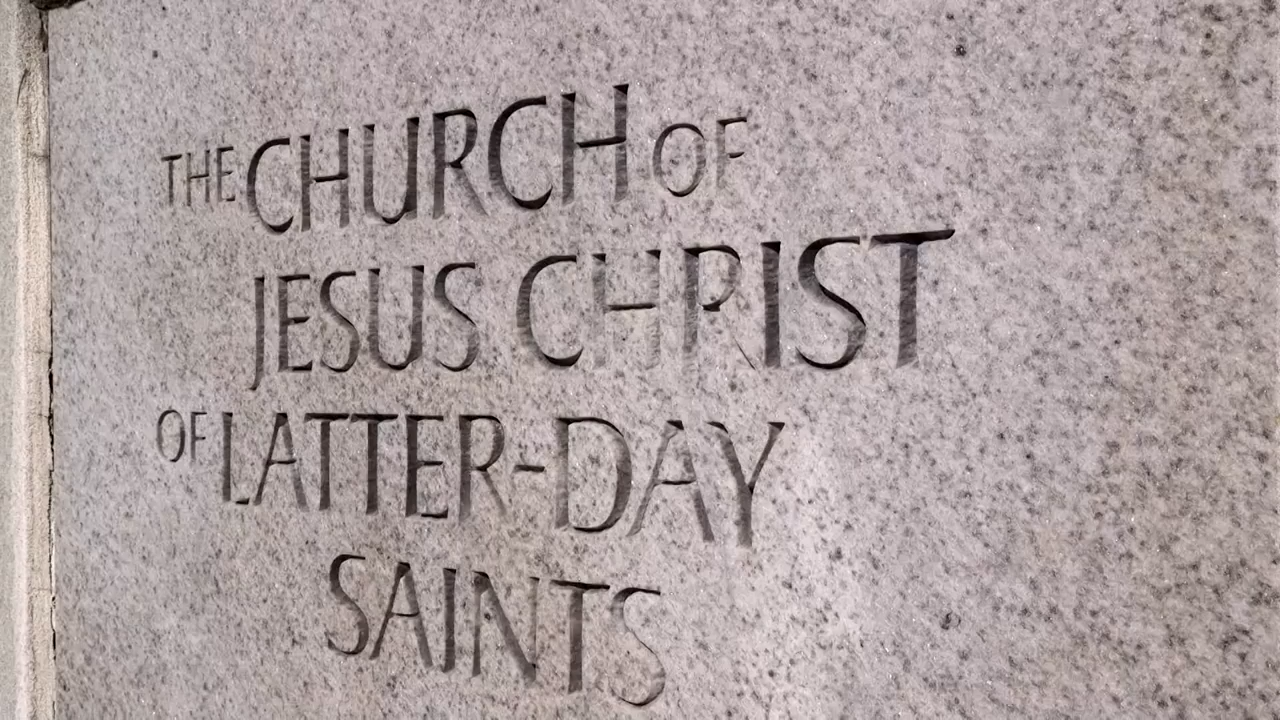 THE CHURCH OF
JESUS CHRIST
OF LATTER-DAY
SAINTS